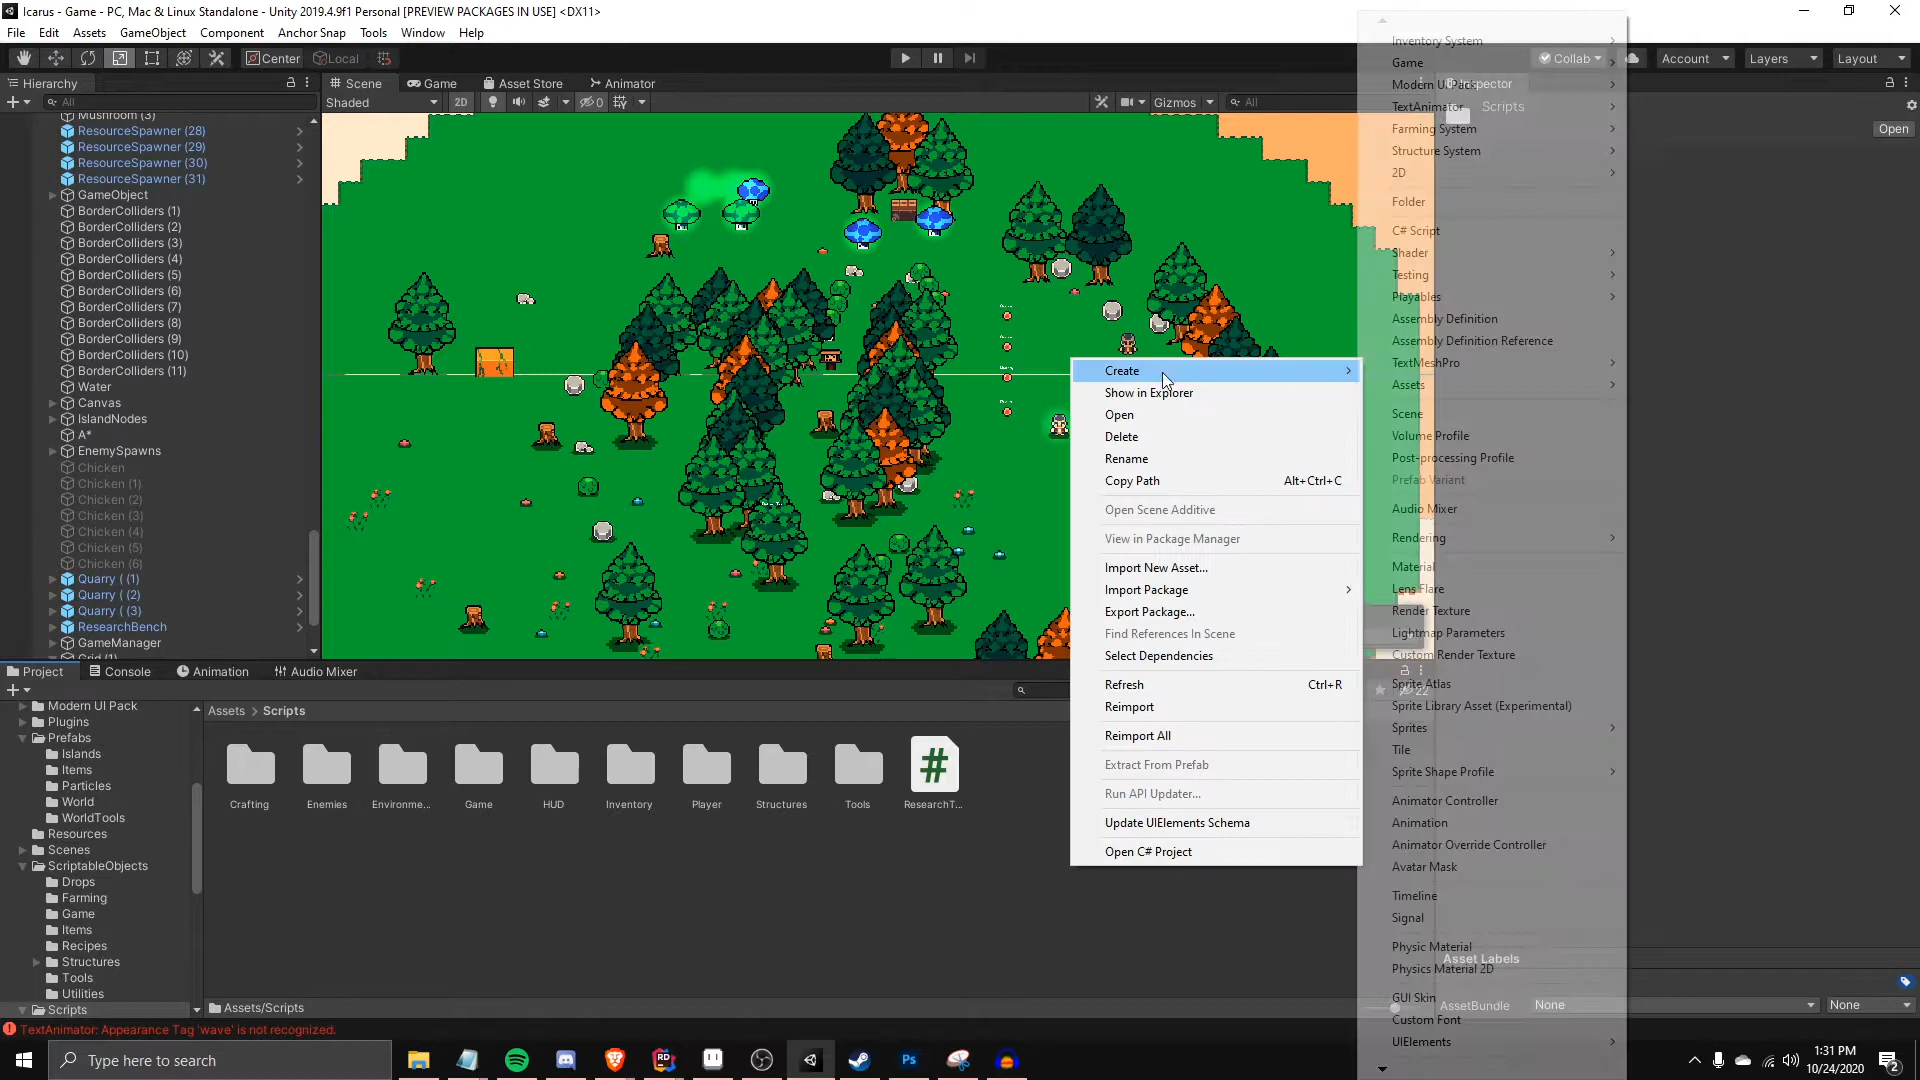 Icarus - Game - PC, Mac & Linux Standalone - Unity 2019.4.9f1 Personal [PREVIEW PACKAGES IN USE] <DX11>
File Edit Assets GameObject Component Anchor Snap Tools Window Help
Center Local
Collab Account Layers Layout
Hierarchy
All
Mushroom (3)
ResourceSpawner (28)
ResourceSpawner (29)
ResourceSpawner (30)
ResourceSpawner (31)
GameObject
BorderColliders (1)
BorderColliders (2)
BorderColliders (3)
BorderColliders (4)
BorderColliders (5)
BorderColliders (6)
BorderColliders (7)
BorderColliders (8)
BorderColliders (9)
BorderColliders (10)
BorderColliders (11)
Water
Canvas
IslandNodes
A*
EnemySpawns
Chicken
Chicken (1)
Chicken (2)
Chicken (3)
Chicken (4)
Chicken (5)
Chicken (6)
Quarry ( (1)
Quarry ( (2)
Quarry ( (3)
ResearchBench
GameManager
Grid (1)
Scene Game Asset Store Animator
Shaded 2D 0 Gizmos All
Create
Show in Explorer
Open
Delete
Rename
Copy Path Alt+Ctrl+C
Open Scene Additive
View in Package Manager
Import New Asset...
Import Package
Export Package...
Find References In Scene
Select Dependencies
Refresh Ctrl+R
Reimport
Reimport All
Extract From Prefab
Run API Updater...
Update UIElements Schema
Open C# Project
Inventory System
Game
Modern UI Pack
TextAnimator
Farming System
Structure System
2D
Folder
C# Script
Shader
Testing
Playables
Assembly Definition
Assembly Definition Reference
TextMeshPro
Assets
Scene
Volume Profile
Post-processing Profile
Prefab Variant
Audio Mixer
Rendering
Material
Lens Flare
Render Texture
Lightmap Parameters
Custom Render Texture
Sprite Atlas
Sprite Library Asset (Experimental)
Sprites
Tile
Sprite Shape Profile
Animator Controller
Animation
Animator Override Controller
Avatar Mask
Timeline
Signal
Physic Material
Physics Material 2D
GUI Skin
Custom Font
UIElements
Inspector
Scripts
Open
22
Asset Labels
AssetBundle None None
Project Console Animation Audio Mixer
Modern UI Pack
Plugins
Prefabs
Islands
Items
Particles
World
WorldTools
Resources
Scenes
ScriptableObjects
Drops
Farming
Game
Items
Recipes
Structures
Tools
Utilities
Scripts
Assets > Scripts
Crafting Enemies Environme... Game HUD Inventory Player Structures Tools ResearchT...
#
Assets/Scripts
TextAnimator: Appearance Tag 'wave' is not recognized.
Type here to search
RD
Ps
1:31 PM
10/24/2020
2